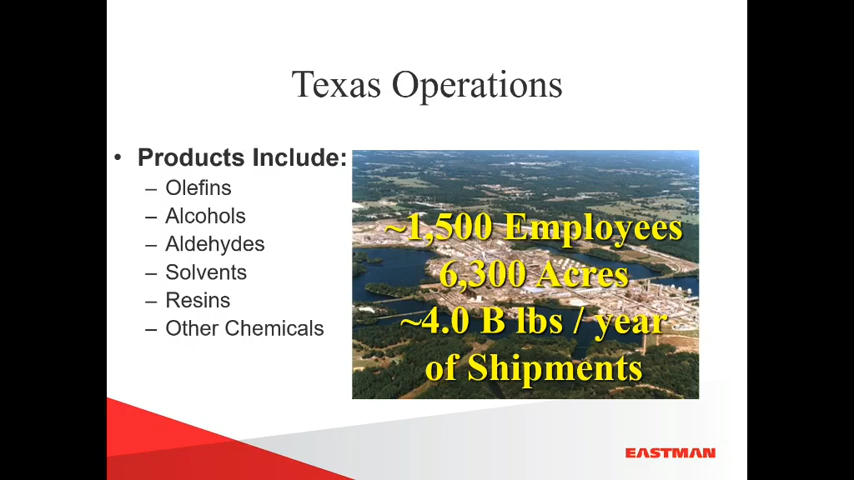 Texas Operations
• Products Include:
– Olefins
– Alcohols
– Aldehydes
– Solvents
– Resins
– Other Chemicals
~1,500 Employees
6,300 Acres
~4.0 B lbs / year
of Shipments
EASTMAN